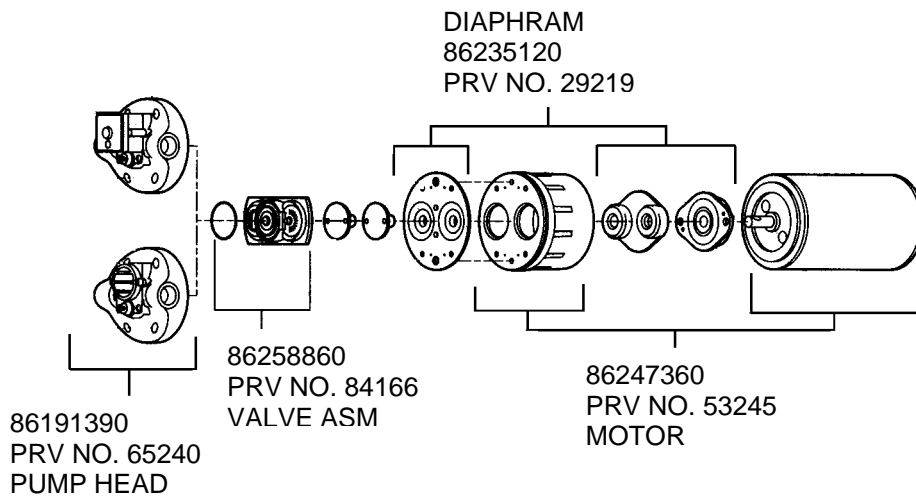 DIAPHRAM
86235120
PRV NO. 29219
86258860
PRV NO. 84166
VALVE ASM
86247360
PRV NO. 53245
MOTOR
86191390
PRV NO. 65240
PUMP HEAD